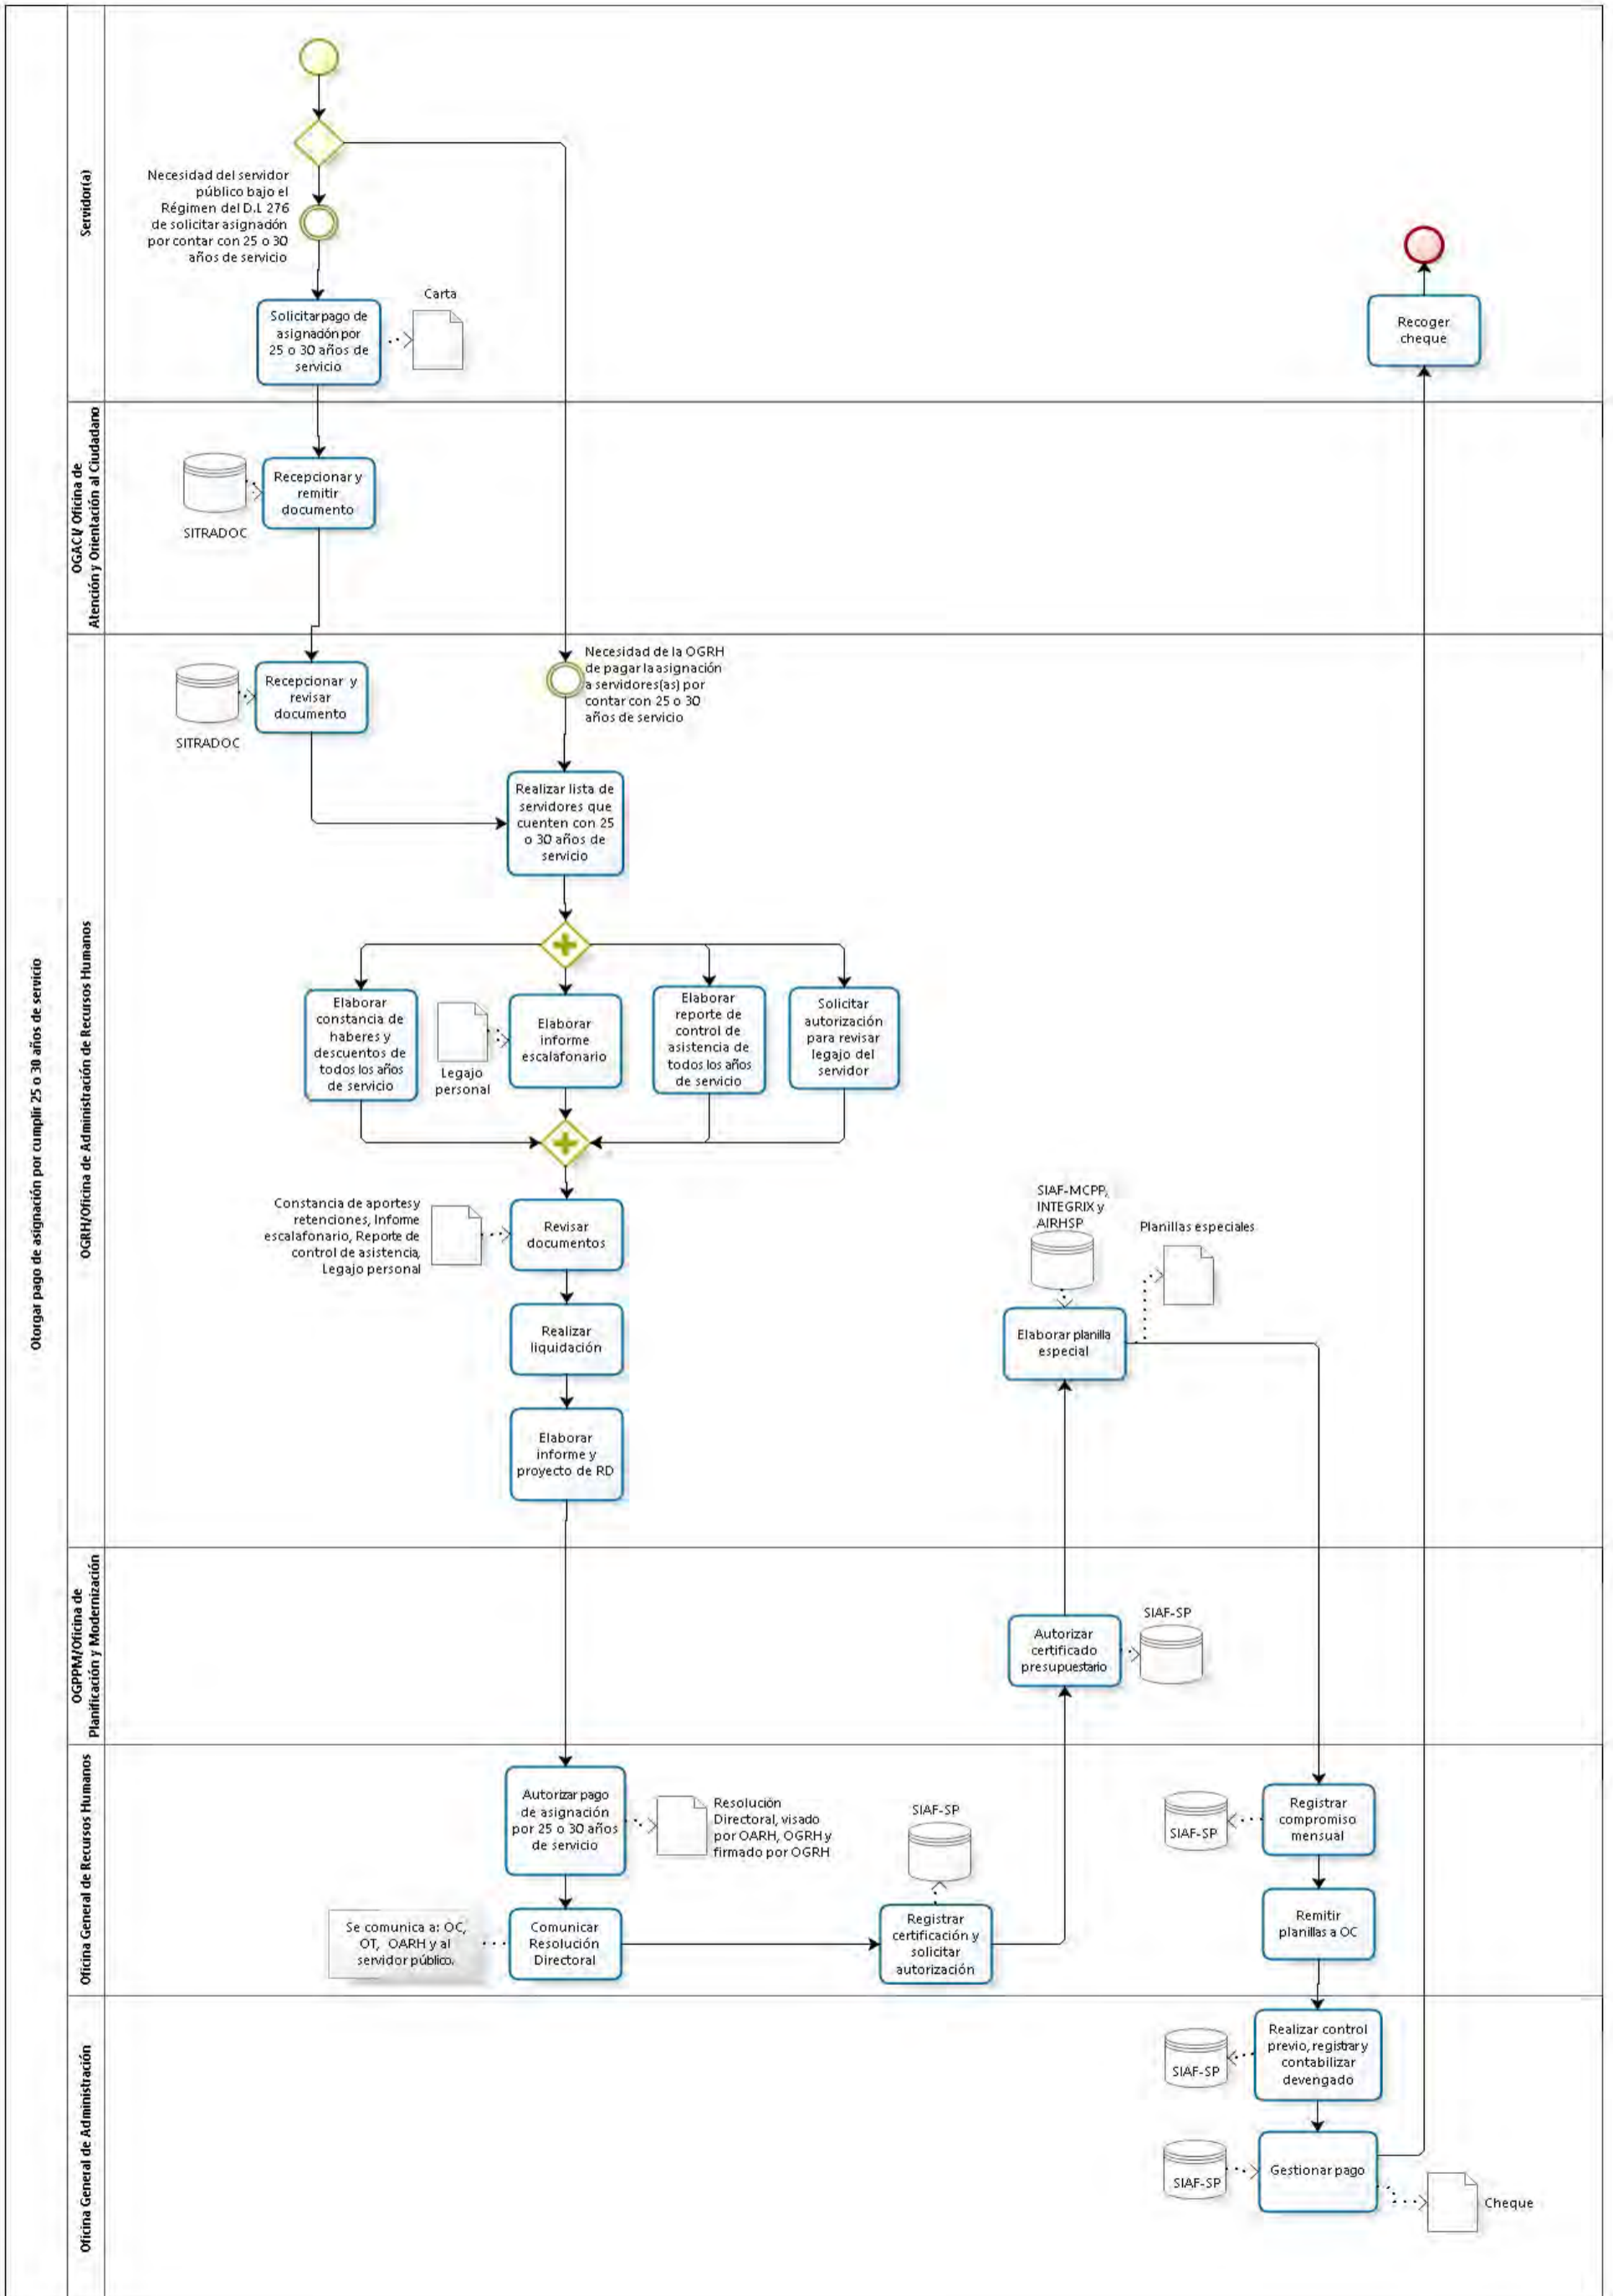 Otorgar pago de asignación por cumplir 25 o 30 años de servicio
Servidor(a)
Necesidad del servidor
público bajo el
Régimen del D.L 276
de solicitar asignación
por contar con 25 o 30
años de servicio
Solicitar pago de
asignación por
25 o 30 años de
servicio
Carta
Recoger
cheque
OGACI/ Oficina de
Atención y Orientación al Ciudadano
Recepcionar y
remitir
documento
SITRADOC
OGRH/Oficina de Administración de Recursos Humanos
Recepcionar y
revisar
documento
SITRADOC
Necesidad de la OGRH
de pagar la asignación
a servidores(as) por
contar con 25 o 30
años de servicio
Realizar lista de
servidores que
cuenten con 25
o 30 años de
servicio
Elaborar
constancia de
haberes y
descuentos de
todos los años
de servicio
Legajo
personal
Elaborar
informe
escalafonario
Elaborar
reporte de
control de
asistencia de
todos los años
de servicio
Solicitar
autorización
para revisar
legajo del
servidor
Constancia de aportes y
retenciones, Informe
escalafonario, Reporte de
control de asistencia,
Legajo personal
Revisar
documentos
Realizar
liquidación
Elaborar
informe y
proyecto de RD
SIAF-MCPP,
INTEGRIX y
AIRHSP
Planillas especiales
Elaborar planilla
especial
OGPPM/Oficina de
Planificación y Modernización
Autorizar
certificado
presupuestario
SIAF-SP
Oficina General de Recursos Humanos
Autorizar pago
de asignación
por 25 o 30 años
de servicio
Resolución
Directoral, visado
por OARH, OGRH y
firmado por OGRH
Se comunica a: OC,
OT, OARH y al
servidor público.
Comunicar
Resolución
Directoral
SIAF-SP
Registrar
certificación y
solicitar
autorización
SIAF-SP
Registrar
compromiso
mensual
Remitir
planillas a OC
Oficina General de Administración
SIAF-SP
Realizar control
previo, registrar y
contabilizar
devengado
SIAF-SP
Gestionar pago
Cheque